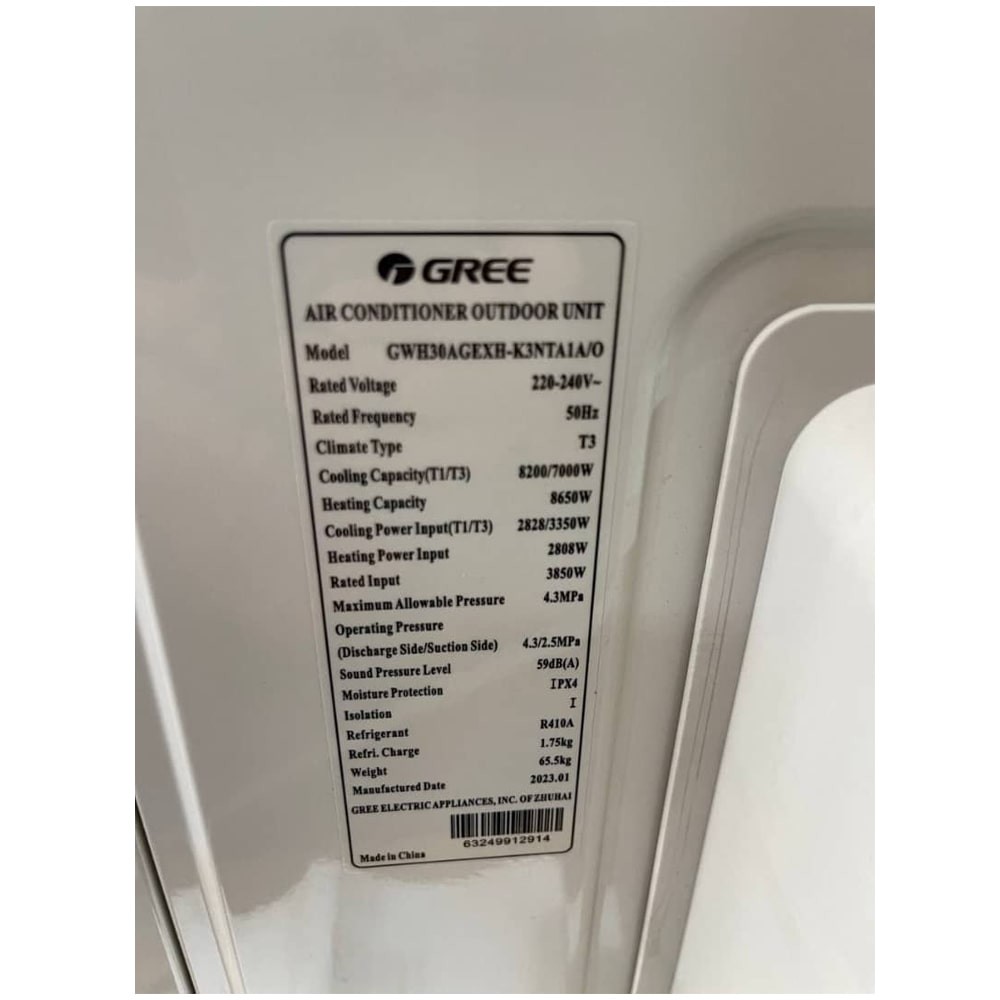 GREE
AIR CONDITIONER OUTDOOR UNIT
Model GWH30AGEXH-K3NTA1A/O
Rated Voltage 220-240V~
Rated Frequency 50Hz
Climate Type T3
Cooling Capacity(T1/T3) 8200/7000W
Heating Capacity 8650W
Cooling Power Input(T1/T3) 2828/3350W
Heating Power Input 2808W
Rated Input 3850W
Maximum Allowable Pressure 4.3MPa
Operating Pressure
(Discharge Side/Suction Side) 4.3/2.5MPa
Sound Pressure Level 59dB(A)
Moisture Protection IPX4
Isolation I
Refrigerant R410A
Refri. Charge 1.75kg
Weight 65.5kg
Manufactured Date 2023.01
GREE ELECTRIC APPLIANCES, INC. OF ZHUHAI
63249912914
Made in China